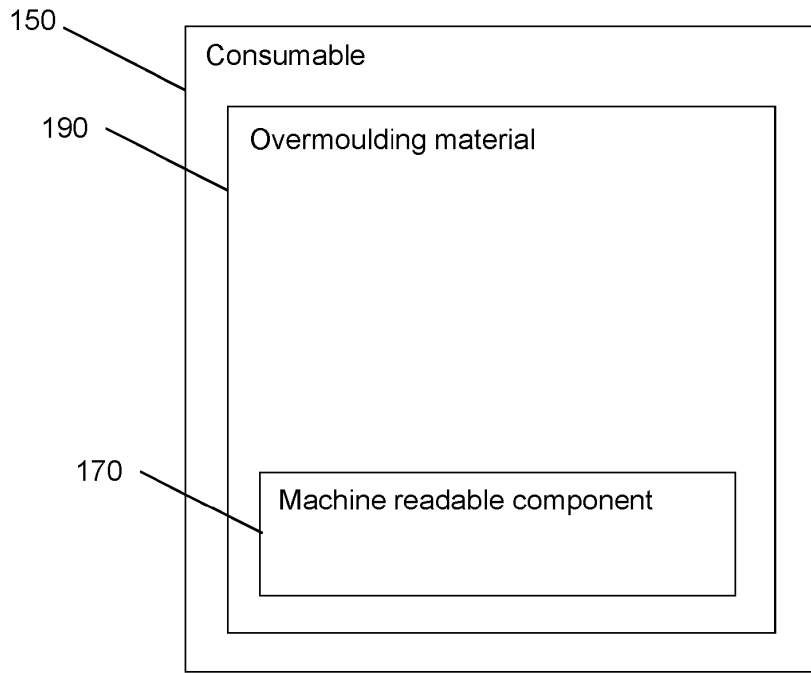 150
Consumable
190
Overmoulding material
170
Machine readable component